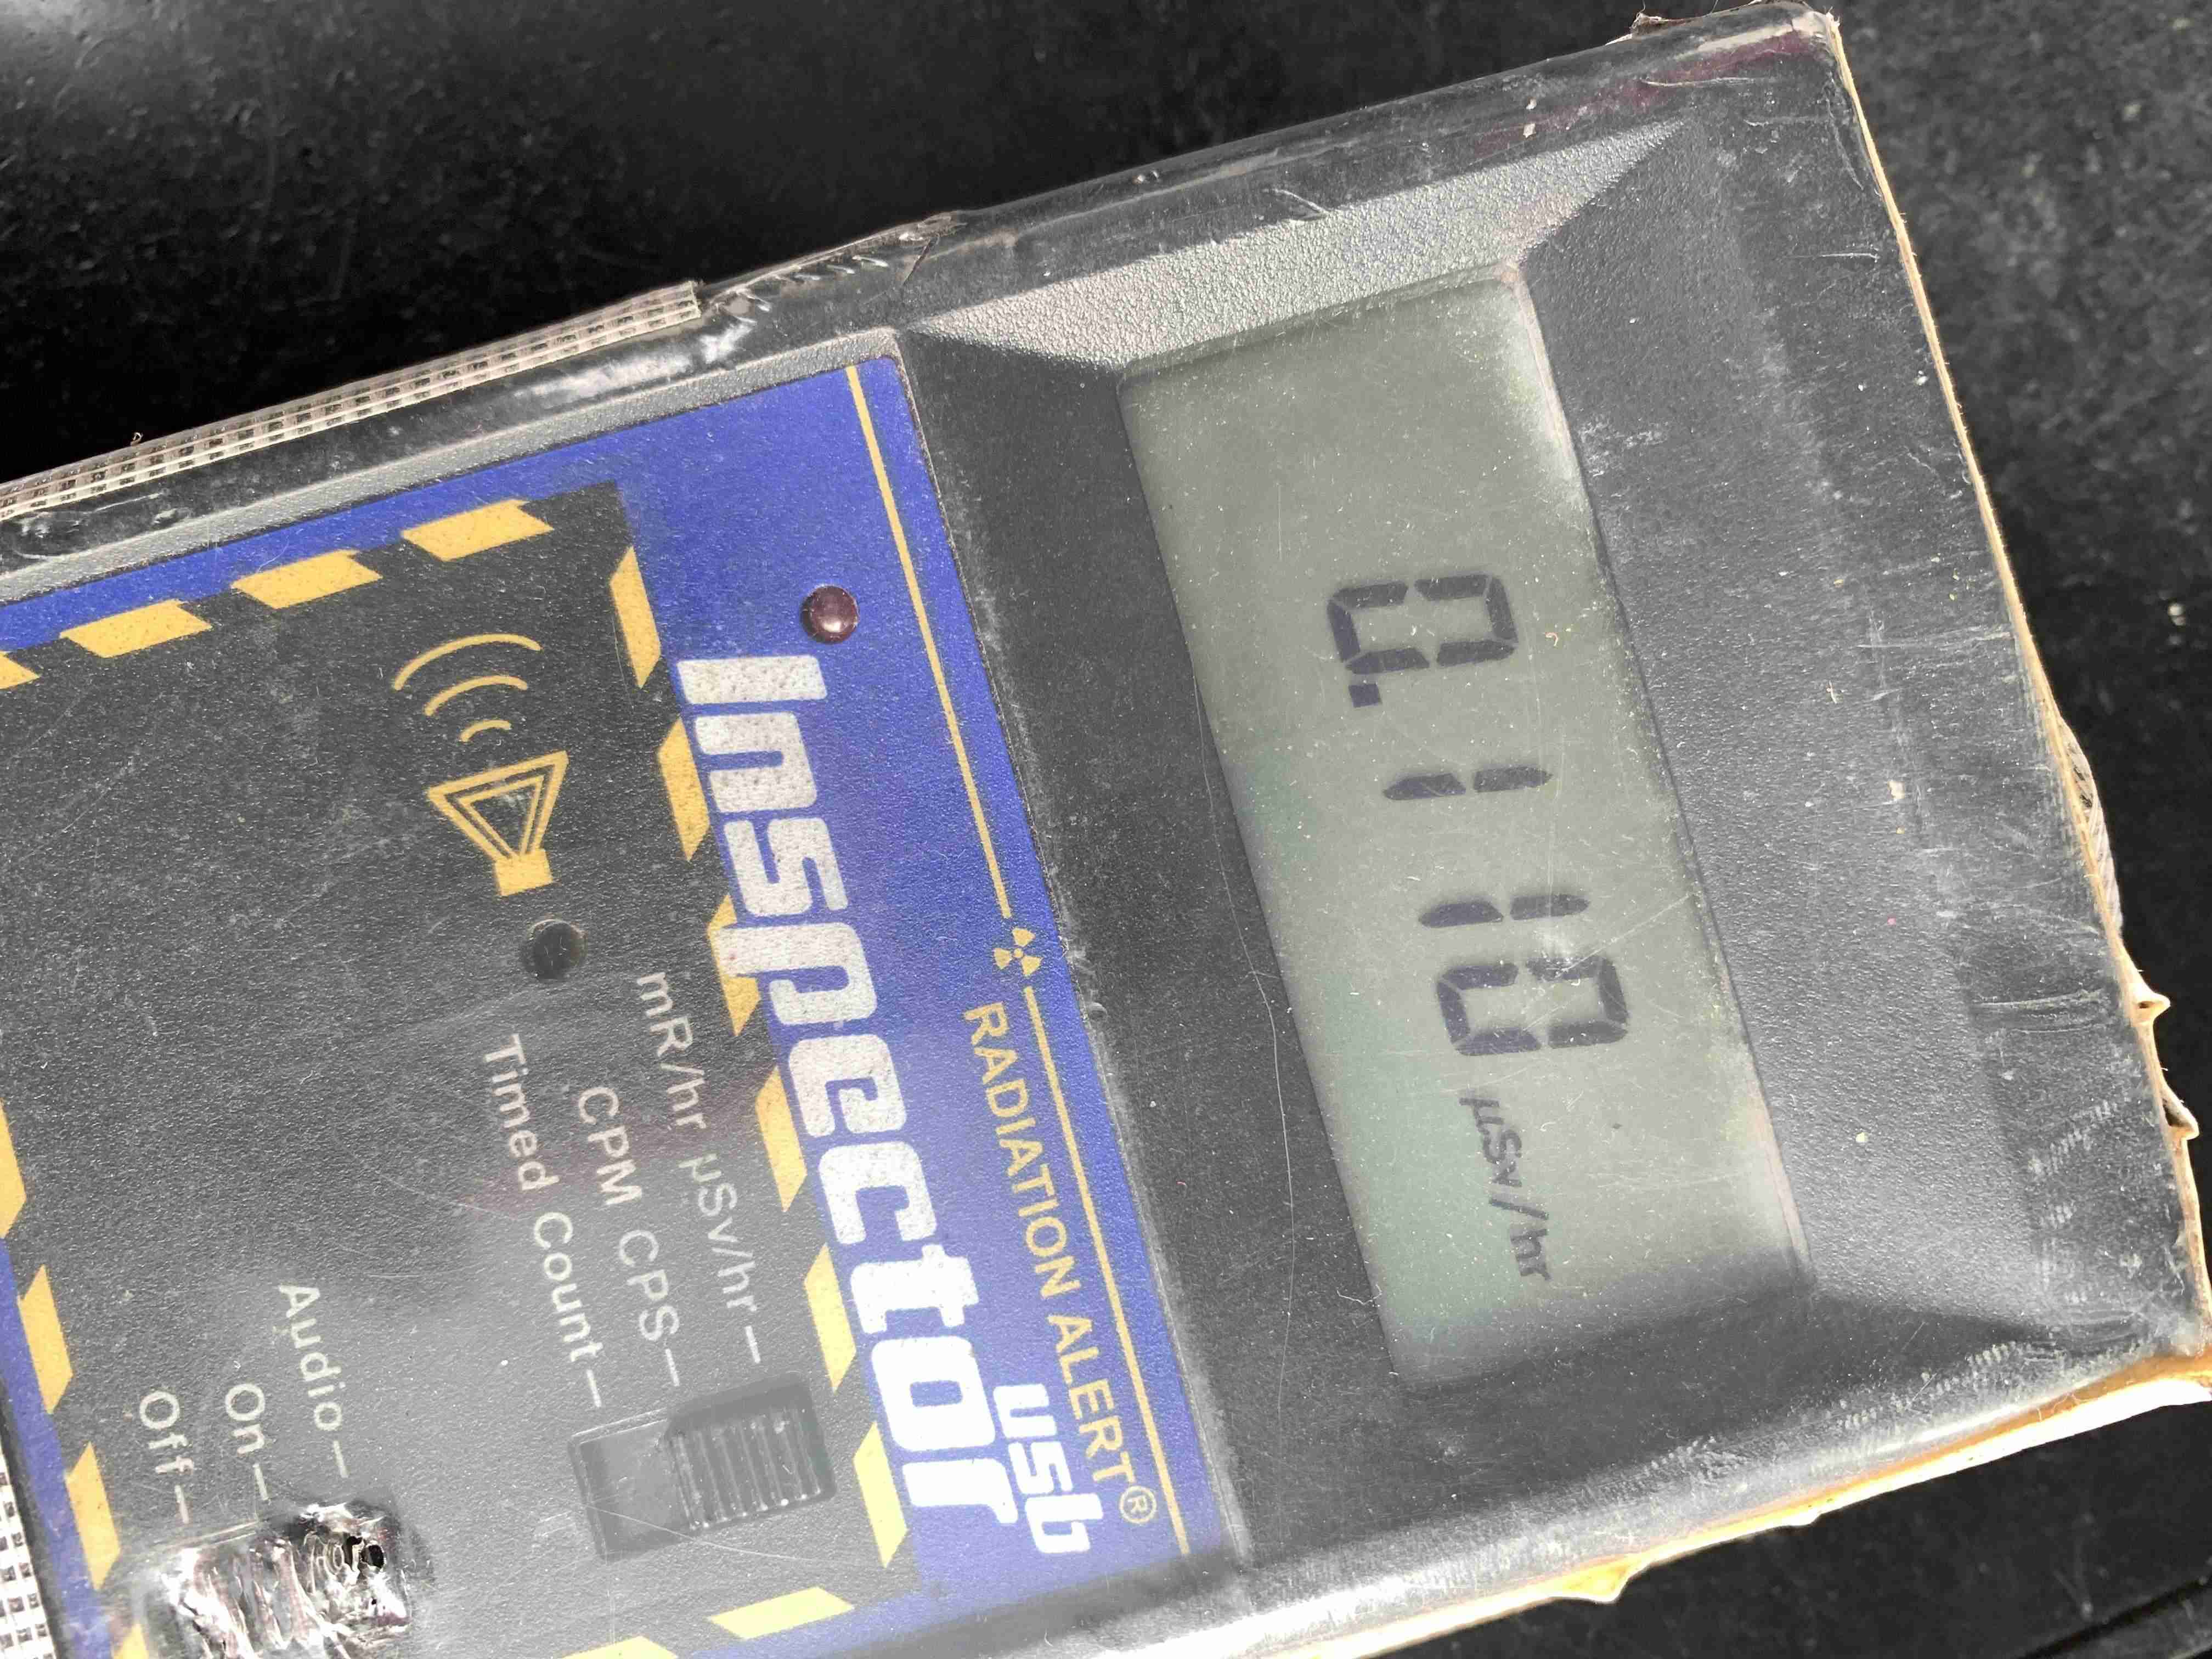 0.110 µSv/hr
RADIATION ALERT®
Inspector
usb
mR/hr µSv/hr
CPM CPS
Timed Count
Audio
On
Off